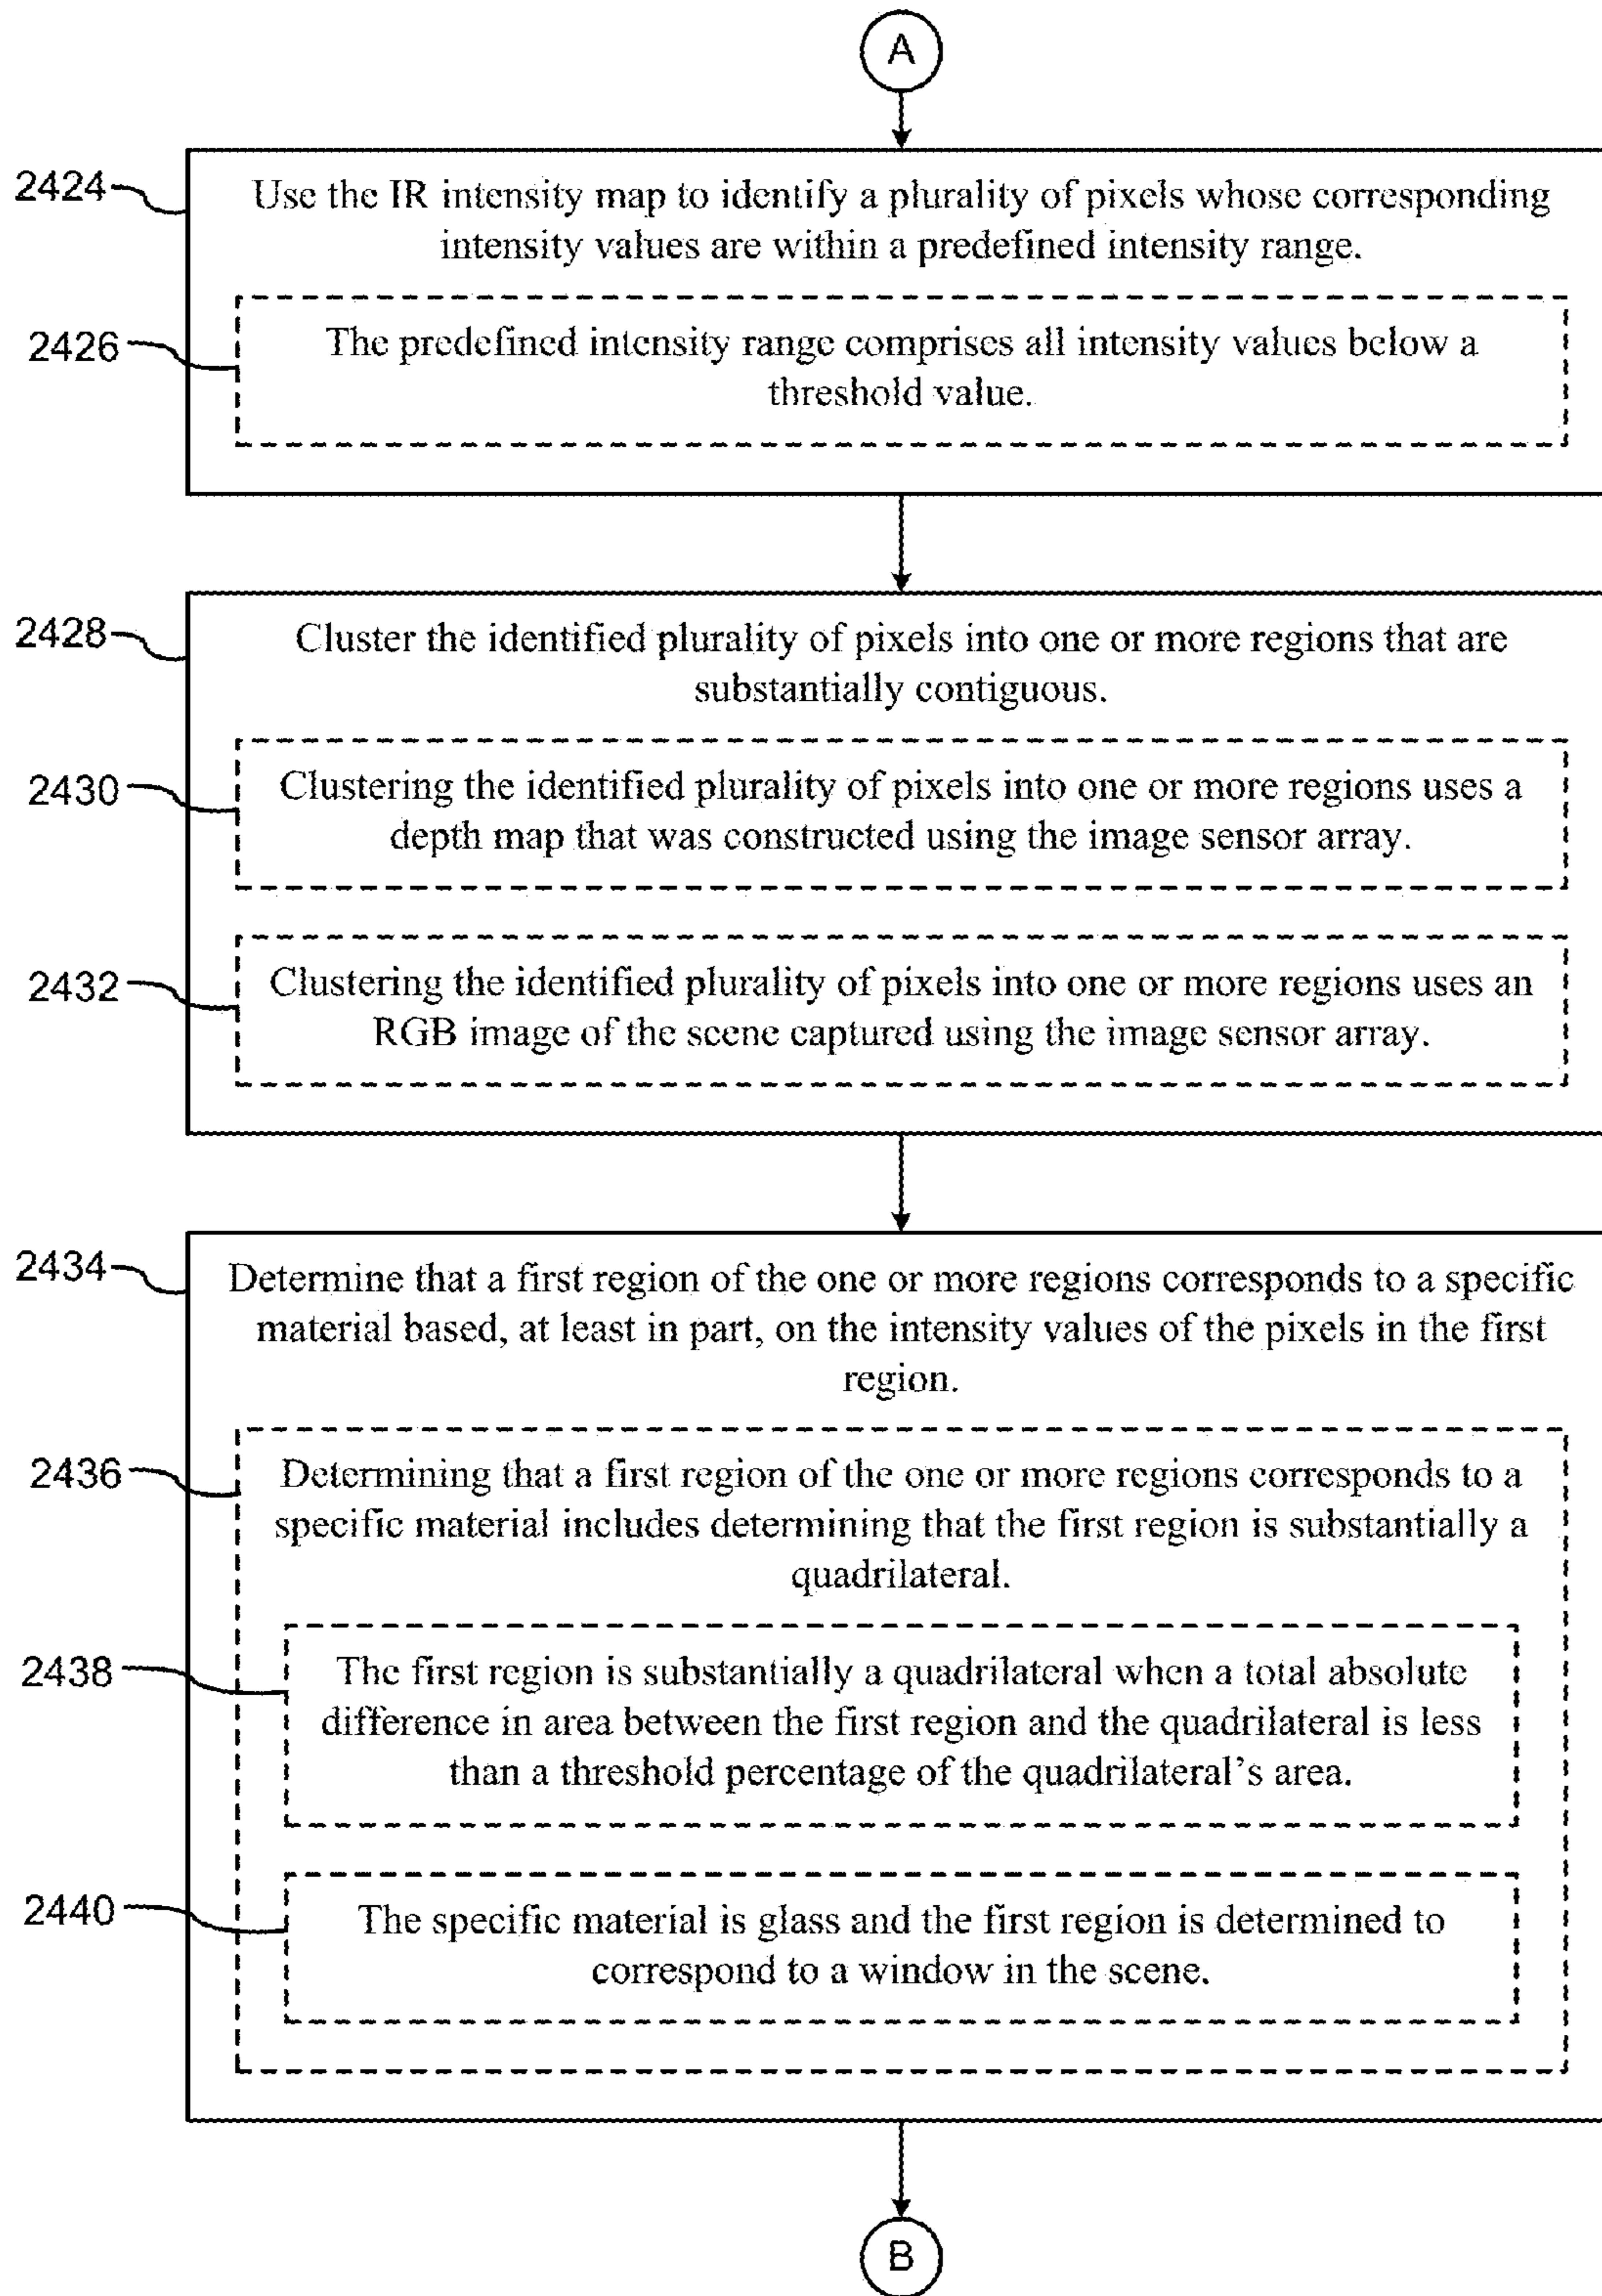 A
2424
Use the IR intensity map to identify a plurality of pixels whose corresponding
intensity values are within a predefined intensity range.
2426
The predefined intensity range comprises all intensity values below a
threshold value.
2428
Cluster the identified plurality of pixels into one or more regions that are
substantially contiguous.
2430
Clustering the identified plurality of pixels into one or more regions uses a
depth map that was constructed using the image sensor array.
2432
Clustering the identified plurality of pixels into one or more regions uses an
RGB image of the scene captured using the image sensor array.
2434
Determine that a first region of the one or more regions corresponds to a specific
material based, at least in part, on the intensity values of the pixels in the first
region.
2436
Determining that a first region of the one or more regions corresponds to a
specific material includes determining that the first region is substantially a
quadrilateral.
2438
The first region is substantially a quadrilateral when a total absolute
difference in area between the first region and the quadrilateral is less
than a threshold percentage of the quadrilateral's area.
2440
The specific material is glass and the first region is determined to
correspond to a window in the scene.
B